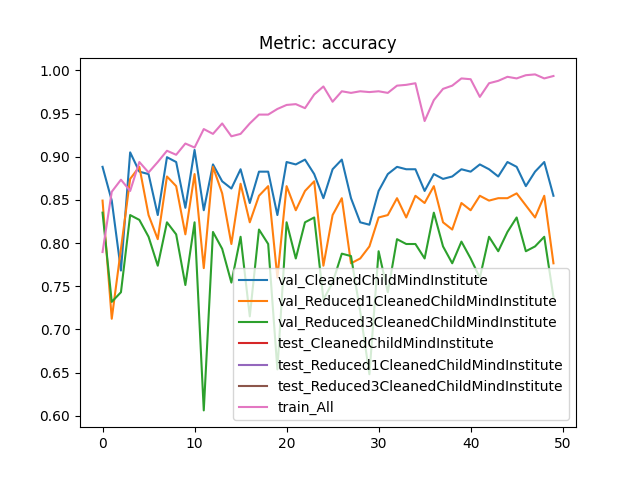 Metric: accuracy
1.00
0.95
0.90
0.85
0.80
0.75
0.70
0.65
0.60
val_CleanedChildMindInstitute
val_Reduced1CleanedChildMindInstitute
val_Reduced3CleanedChildMindInstitute
test_CleanedChildMindInstitute
test_Reduced1CleanedChildMindInstitute
test_Reduced3CleanedChildMindInstitute
train_All
0 10 20 30 40 50